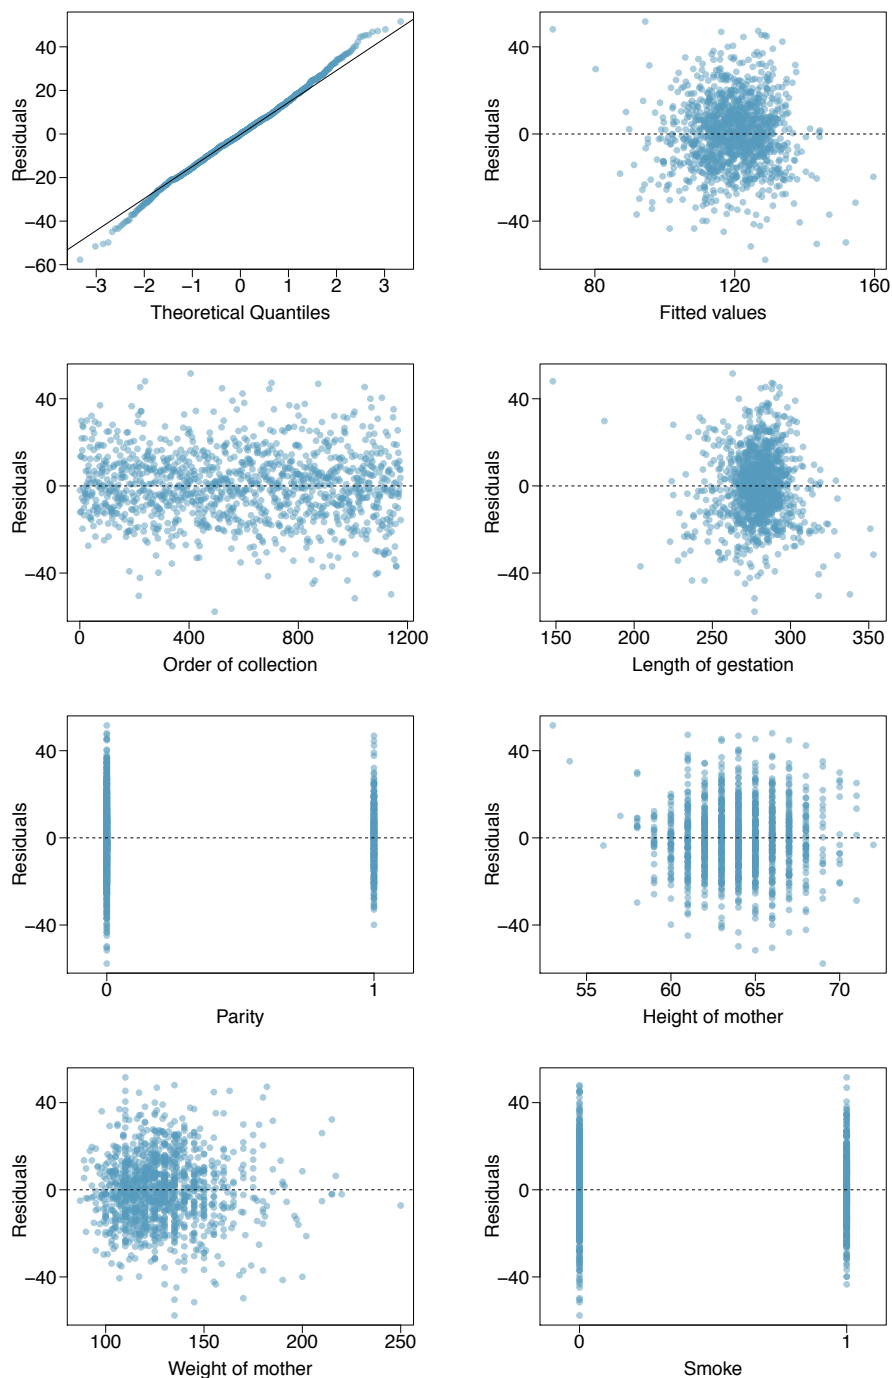 Residuals
40
20
0
−20
−40
−60
−3 −2 −1 0 1 2 3
Theoretical Quantiles
Residuals
40
0
−40
80 120 160
Fitted values
Residuals
40
0
−40
0 400 800 1200
Order of collection
Residuals
40
0
−40
150 200 250 300 350
Length of gestation
Residuals
40
0
−40
0 1
Parity
Residuals
40
0
−40
55 60 65 70
Height of mother
Residuals
40
0
−40
100 150 200 250
Weight of mother
Residuals
40
0
−40
0 1
Smoke